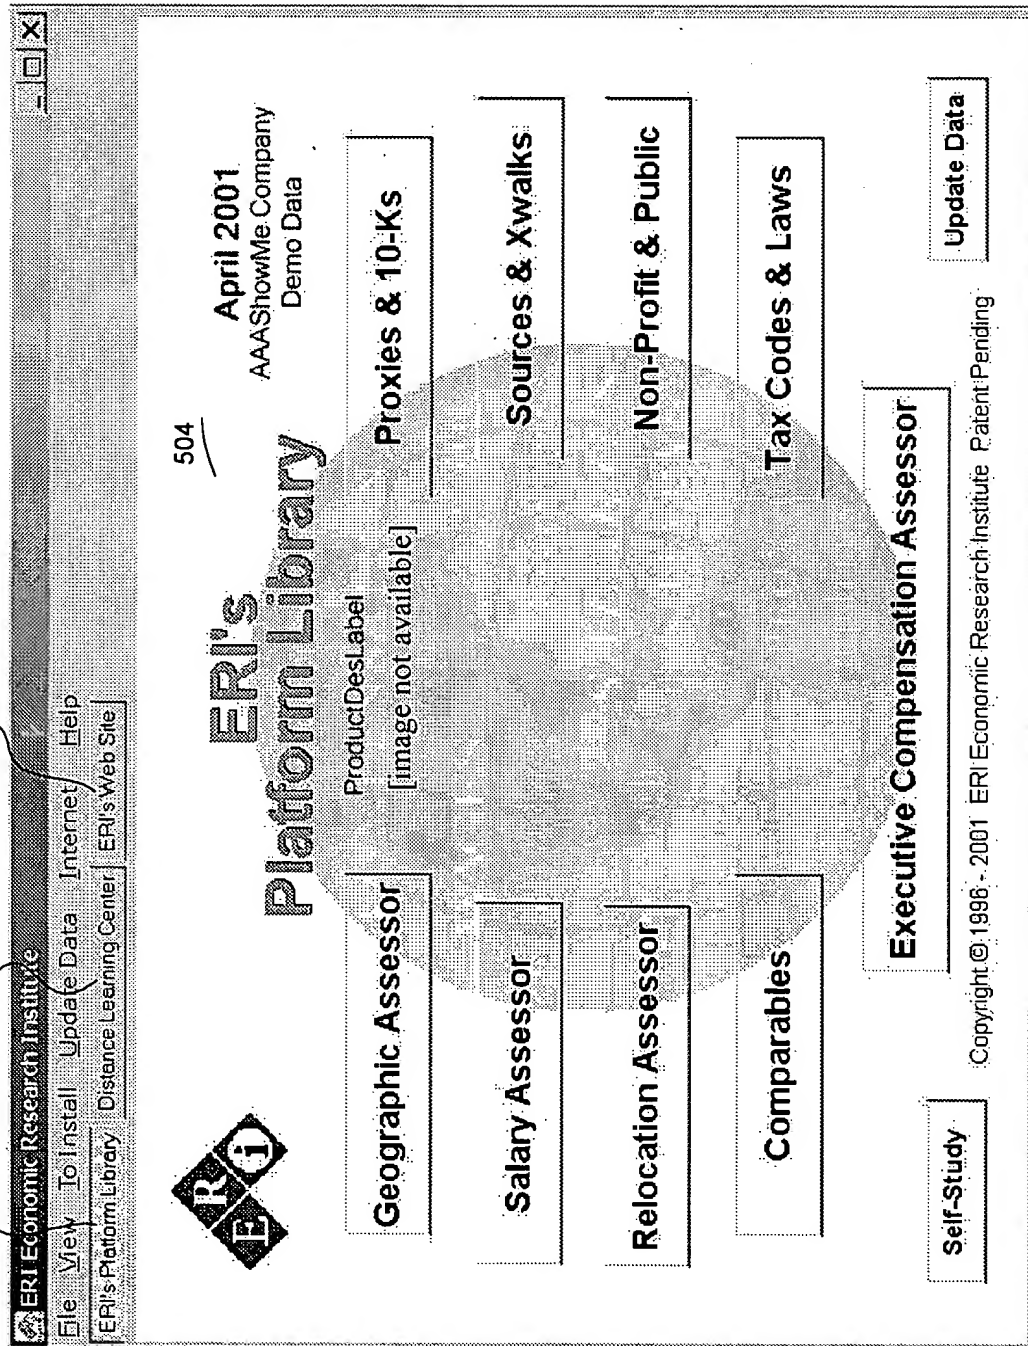 ERI Economic Research Institute
File View To Install Update Data Internet Help
ERI's Platform Library Distance Learning Center ERI's Web Site
E R i
ERI's
Platform Library
504
April 2001
AAAShowMe Company
Demo Data
ProductDesLabel
[image not available]
Geographic Assessor
Proxies & 10-Ks
Salary Assessor
Sources & Xwalks
Relocation Assessor
Non-Profit & Public
Comparables
Tax Codes & Laws
Executive Compensation Assessor
Self-Study
Update Data
Copyright © 1996 - 2001 ERI Economic Research Institute Patent Pending